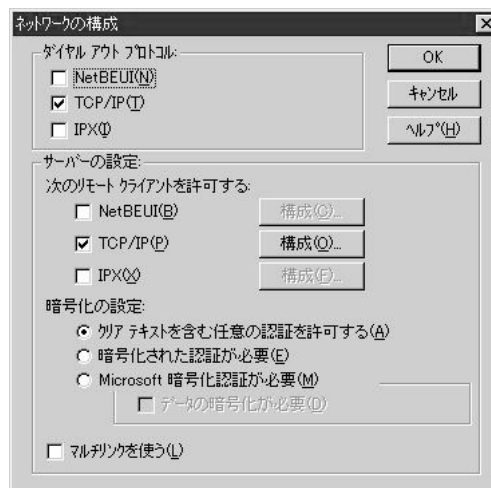 ネットワークの構成
ダイヤル アウト プロトコル:
NetBEUI(N)
TCP/IP(T)
IPX(I)
OK
キャンセル
ヘルプ(H)
サーバーの設定:
次のリモート クライアントを許可する:
NetBEUI(B)
構成(C)...
TCP/IP(P)
構成(O)...
IPX(X)
構成(F)...
暗号化の設定:
クリア テキストを含む任意の認証を許可する(A)
暗号化された認証が必要(E)
Microsoft 暗号化認証が必要(M)
データの暗号化が必要(D)
マルチリンクを使う(L)